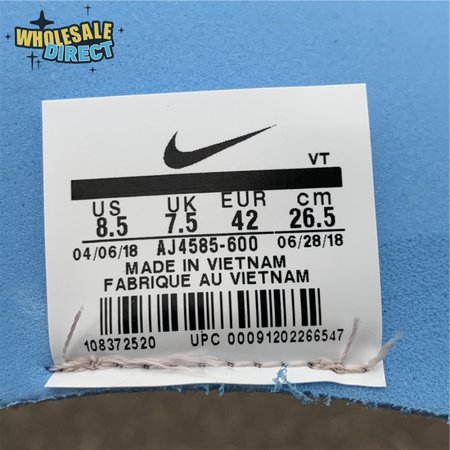 WHOLESALE
DIRECT
VT
US UK EUR cm
8.5 7.5 42 26.5
04/06/18 AJ4585-600 06/28/18
MADE IN VIETNAM
FABRIQUE AU VIETNAM
108372520 UPC 00091202266547